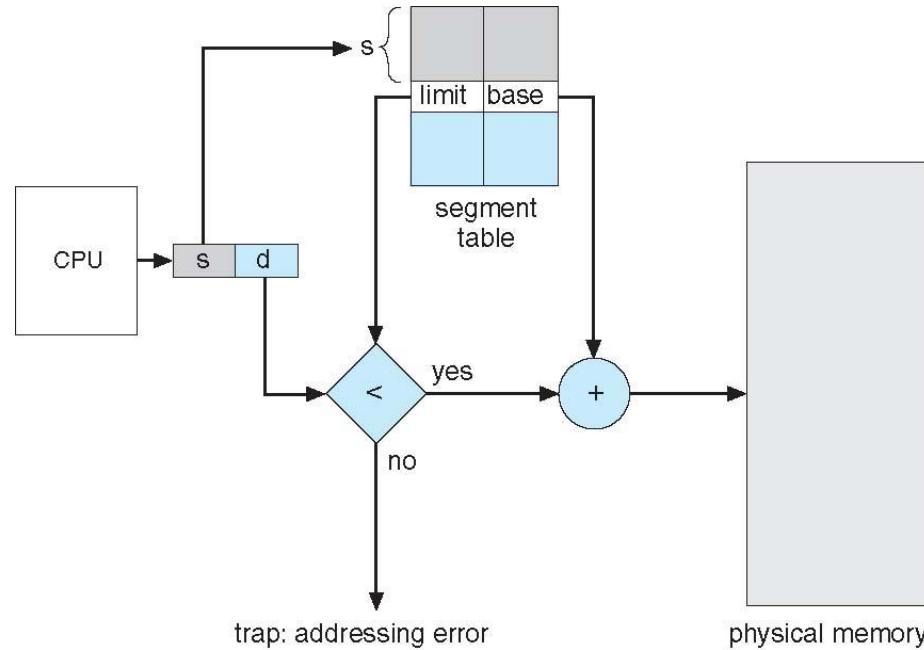 s
limit base
segment
table
CPU
s d
<
yes
+
no
trap: addressing error
physical memory